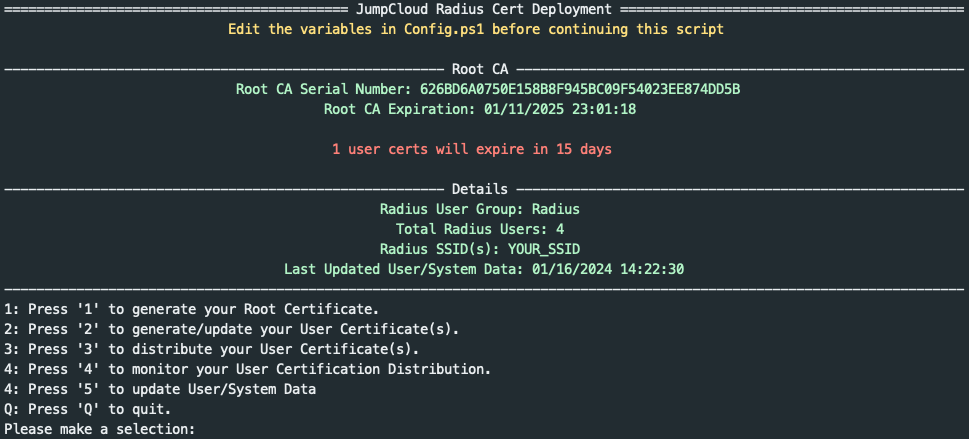 JumpCloud Radius Cert Deployment
Edit the variables in Config.ps1 before continuing this script
Root CA
Root CA Serial Number: 626BD6A0750E158B8F945BC09F54023EE874DD5B
Root CA Expiration: 01/11/2025 23:01:18
1 user certs will expire in 15 days
Details
Radius User Group: Radius
Total Radius Users: 4
Radius SSID(s): YOUR_SSID
Last Updated User/System Data: 01/16/2024 14:22:30
1: Press '1' to generate your Root Certificate.
2: Press '2' to generate/update your User Certificate(s).
3: Press '3' to distribute your User Certificate(s).
4: Press '4' to monitor your User Certification Distribution.
4: Press '5' to update User/System Data
Q: Press 'Q' to quit.
Please make a selection: